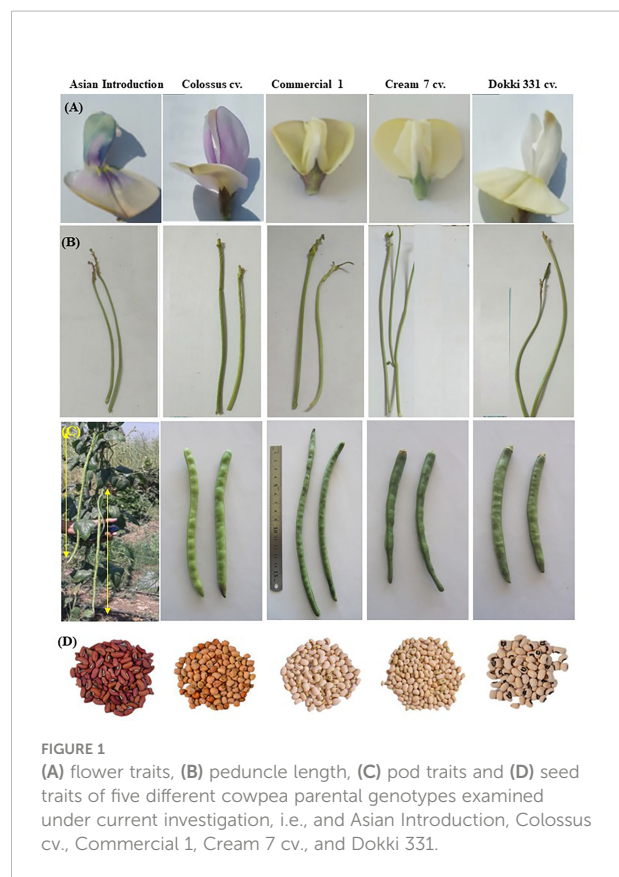 Asian Introduction Colossus cv. Commercial 1 Cream 7 cv. Dokki 331 cv.
(A)
(B)
(C)
(D)
FIGURE 1
(A) flower traits, (B) peduncle length, (C) pod traits and (D) seed
traits of five different cowpea parental genotypes examined
under current investigation, i.e., and Asian Introduction, Colossus
cv., Commercial 1, Cream 7 cv., and Dokki 331.